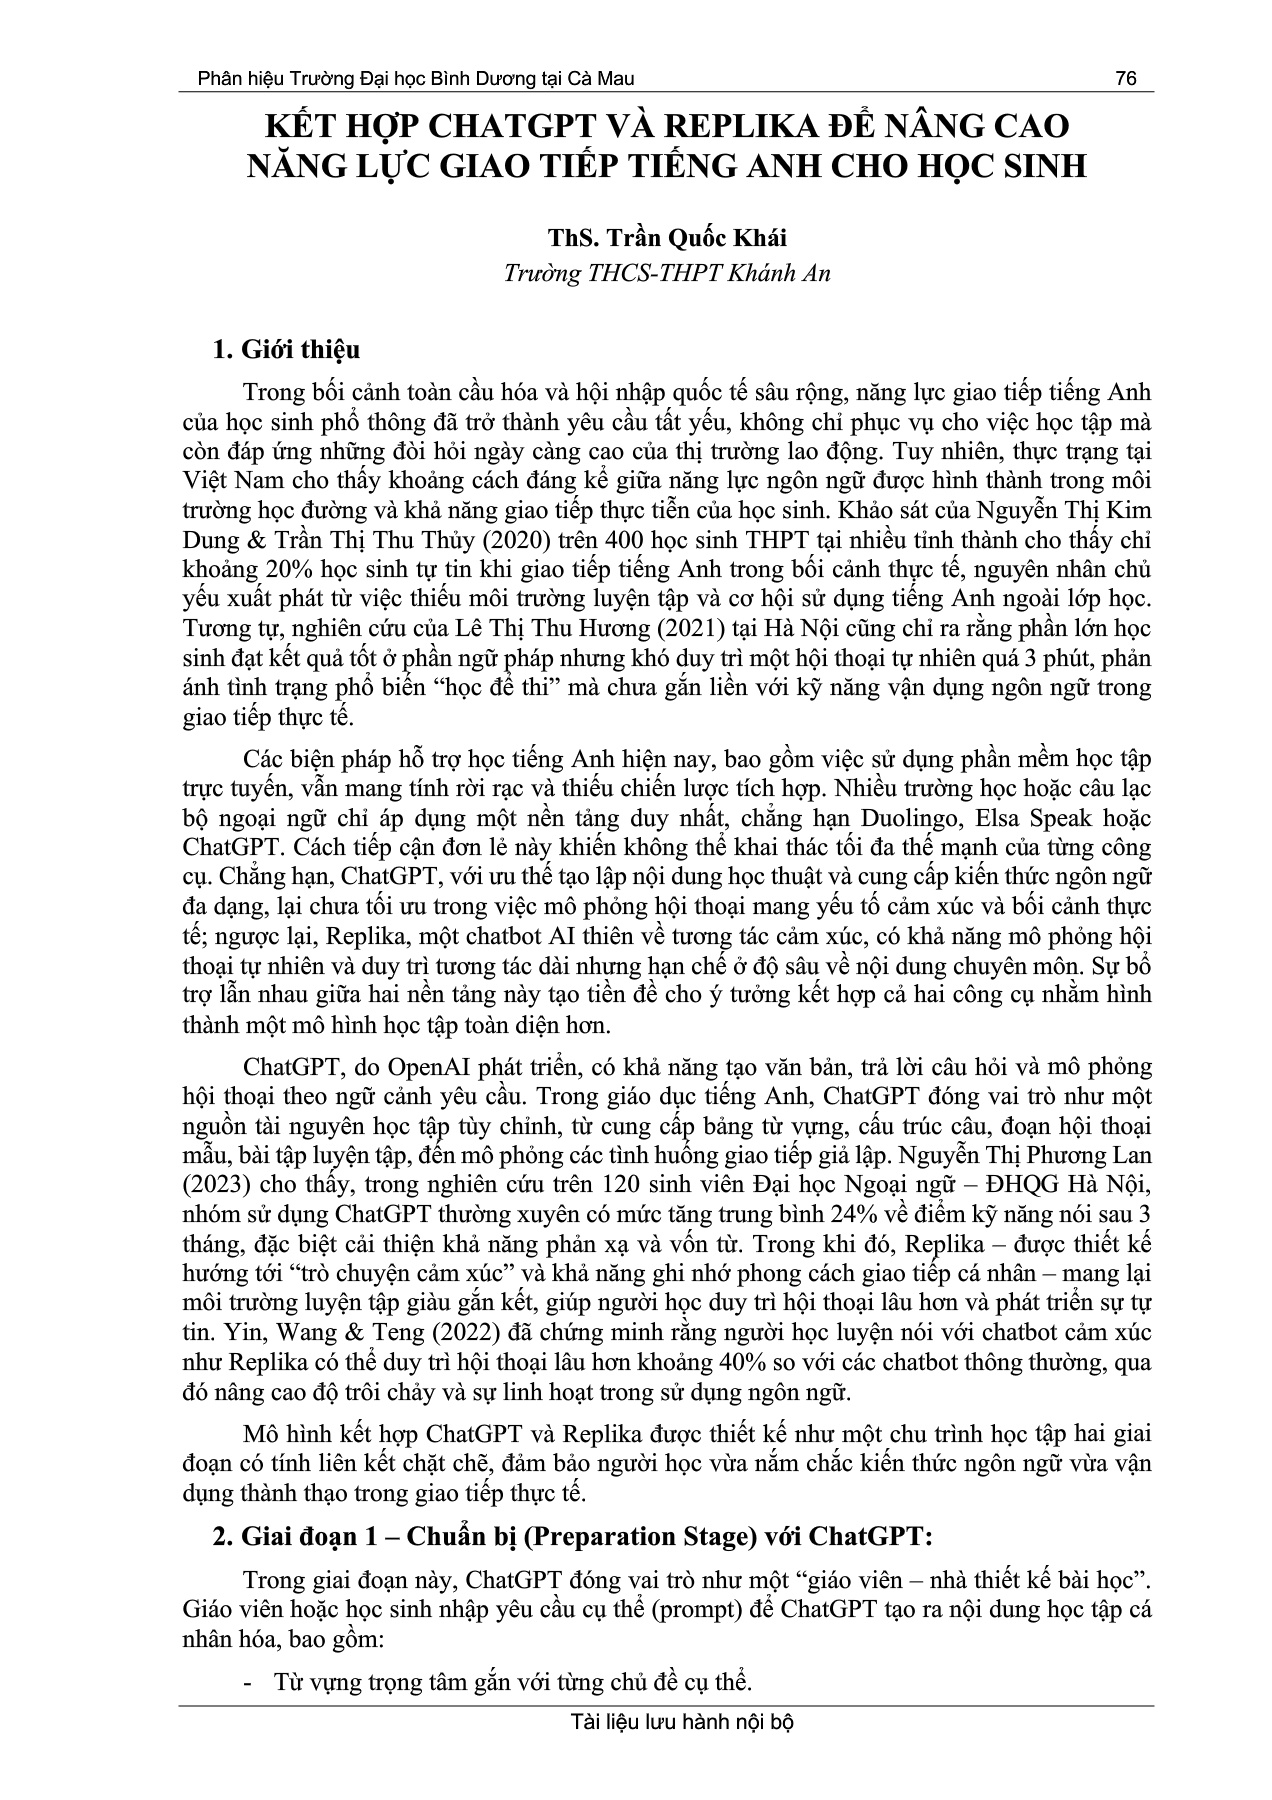 Phân hiệu Trường Đại học Bình Dương tại Cà Mau 76
KẾT HỢP CHATGPT VÀ REPLIKA ĐỂ NÂNG CAO
NĂNG LỰC GIAO TIẾP TIẾNG ANH CHO HỌC SINH
ThS. Trần Quốc Khái
Trường THCS-THPT Khánh An
1. Giới thiệu
Trong bối cảnh toàn cầu hóa và hội nhập quốc tế sâu rộng, năng lực giao tiếp tiếng Anh
của học sinh phổ thông đã trở thành yêu cầu tất yếu, không chỉ phục vụ cho việc học tập mà
còn đáp ứng những đòi hỏi ngày càng cao của thị trường lao động. Tuy nhiên, thực trạng tại
Việt Nam cho thấy khoảng cách đáng kể giữa năng lực ngôn ngữ được hình thành trong môi
trường học đường và khả năng giao tiếp thực tiễn của học sinh. Khảo sát của Nguyễn Thị Kim
Dung & Trần Thị Thu Thủy (2020) trên 400 học sinh THPT tại nhiều tỉnh thành cho thấy chỉ
khoảng 20% học sinh tự tin khi giao tiếp tiếng Anh trong bối cảnh thực tế, nguyên nhân chủ
yếu xuất phát từ việc thiếu môi trường luyện tập và cơ hội sử dụng tiếng Anh ngoài lớp học.
Tương tự, nghiên cứu của Lê Thị Thu Hương (2021) tại Hà Nội cũng chỉ ra rằng phần lớn học
sinh đạt kết quả tốt ở phần ngữ pháp nhưng khó duy trì một hội thoại tự nhiên quá 3 phút, phản
ánh tình trạng phổ biến “học để thi” mà chưa gắn liền với kỹ năng vận dụng ngôn ngữ trong
giao tiếp thực tế.
Các biện pháp hỗ trợ học tiếng Anh hiện nay, bao gồm việc sử dụng phần mềm học tập
trực tuyến, vẫn mang tính rời rạc và thiếu chiến lược tích hợp. Nhiều trường học hoặc câu lạc
bộ ngoại ngữ chỉ áp dụng một nền tảng duy nhất, chẳng hạn Duolingo, Elsa Speak hoặc
ChatGPT. Cách tiếp cận đơn lẻ này khiến không thể khai thác tối đa thế mạnh của từng công
cụ. Chẳng hạn, ChatGPT, với ưu thế tạo lập nội dung học thuật và cung cấp kiến thức ngôn ngữ
đa dạng, lại chưa tối ưu trong việc mô phỏng hội thoại mang yếu tố cảm xúc và bối cảnh thực
tế; ngược lại, Replika, một chatbot AI thiên về tương tác cảm xúc, có khả năng mô phỏng hội
thoại tự nhiên và duy trì tương tác dài nhưng hạn chế ở độ sâu về nội dung chuyên môn. Sự bổ
trợ lẫn nhau giữa hai nền tảng này tạo tiền đề cho ý tưởng kết hợp cả hai công cụ nhằm hình
thành một mô hình học tập toàn diện hơn.
ChatGPT, do OpenAI phát triển, có khả năng tạo văn bản, trả lời câu hỏi và mô phỏng
hội thoại theo ngữ cảnh yêu cầu. Trong giáo dục tiếng Anh, ChatGPT đóng vai trò như một
nguồn tài nguyên học tập tùy chỉnh, từ cung cấp bảng từ vựng, cấu trúc câu, đoạn hội thoại
mẫu, bài tập luyện tập, đến mô phỏng các tình huống giao tiếp giả lập. Nguyễn Thị Phương Lan
(2023) cho thấy, trong nghiên cứu trên 120 sinh viên Đại học Ngoại ngữ – ĐHQG Hà Nội,
nhóm sử dụng ChatGPT thường xuyên có mức tăng trung bình 24% về điểm kỹ năng nói sau 3
tháng, đặc biệt cải thiện khả năng phản xạ và vốn từ. Trong khi đó, Replika – được thiết kế
hướng tới “trò chuyện cảm xúc” và khả năng ghi nhớ phong cách giao tiếp cá nhân – mang lại
môi trường luyện tập giàu gắn kết, giúp người học duy trì hội thoại lâu hơn và phát triển sự tự
tin. Yin, Wang & Teng (2022) đã chứng minh rằng người học luyện nói với chatbot cảm xúc
như Replika có thể duy trì hội thoại lâu hơn khoảng 40% so với các chatbot thông thường, qua
đó nâng cao độ trôi chảy và sự linh hoạt trong sử dụng ngôn ngữ.
Mô hình kết hợp ChatGPT và Replika được thiết kế như một chu trình học tập hai giai
đoạn có tính liên kết chặt chẽ, đảm bảo người học vừa nắm chắc kiến thức ngôn ngữ vừa vận
dụng thành thạo trong giao tiếp thực tế.
2. Giai đoạn 1 – Chuẩn bị (Preparation Stage) với ChatGPT:
Trong giai đoạn này, ChatGPT đóng vai trò như một “giáo viên – nhà thiết kế bài học”.
Giáo viên hoặc học sinh nhập yêu cầu cụ thể (prompt) để ChatGPT tạo ra nội dung học tập cá
nhân hóa, bao gồm:
- Từ vựng trọng tâm gắn với từng chủ đề cụ thể.
Tài liệu lưu hành nội bộ